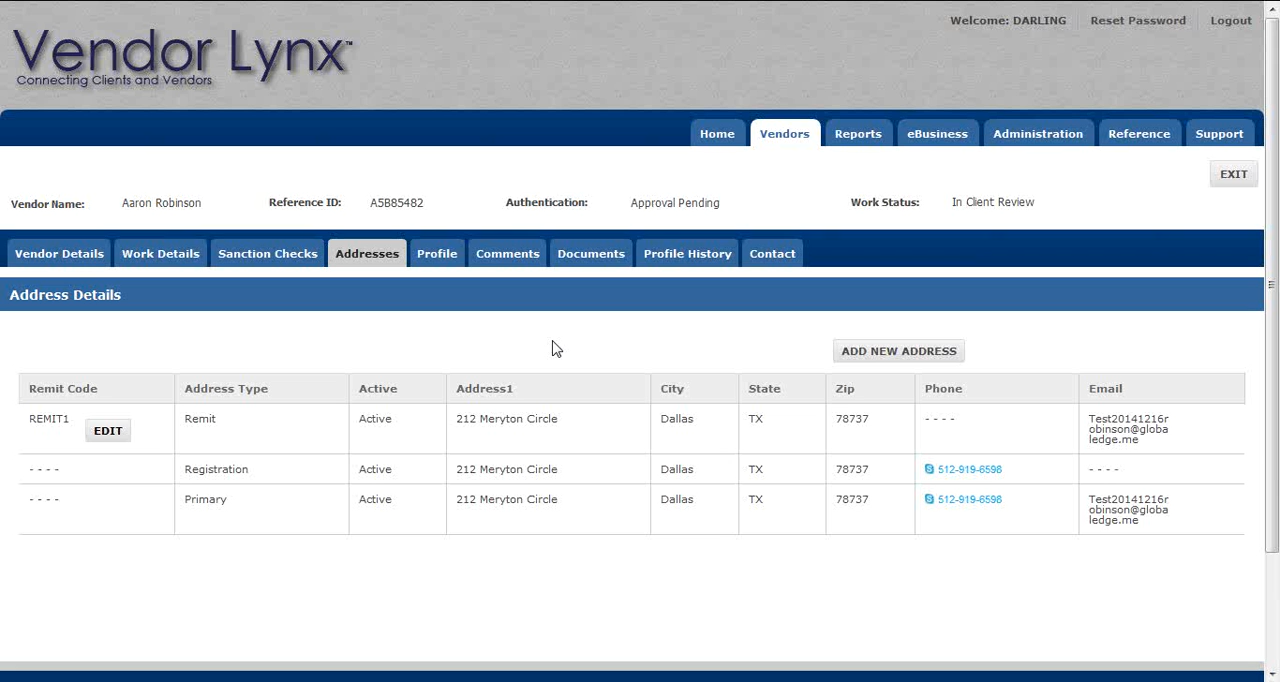 Welcome: DARLING Reset Password Logout
Vendor Lynx™
Connecting Clients and Vendors
Home Vendors Reports eBusiness Administration Reference Support
EXIT
Vendor Name: Aaron Robinson Reference ID: A5B85482 Authentication: Approval Pending Work Status: In Client Review
Vendor Details Work Details Sanction Checks Addresses Profile Comments Documents Profile History Contact
Address Details
ADD NEW ADDRESS
Remit Code Address Type Active Address1 City State Zip Phone Email
REMIT1 EDIT Remit Active 212 Meryton Circle Dallas TX 78737 - - - - Test20141216r
obinson@globa
ledge.me
- - - - Registration Active 212 Meryton Circle Dallas TX 78737 512-919-6598 - - - -
- - - - Primary Active 212 Meryton Circle Dallas TX 78737 512-919-6598 Test20141216r
obinson@globa
ledge.me